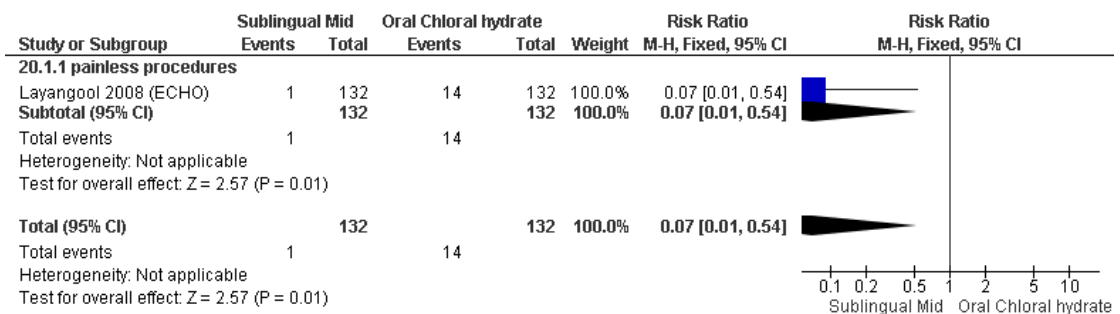 Sublingual Mid Oral Chloral hydrate Risk Ratio Risk Ratio
Study or Subgroup Events Total Events Total Weight M-H, Fixed, 95% CI M-H, Fixed, 95% CI
20.1.1 painless procedures
Layangool 2008 (ECHO) 1 132 14 132 100.0% 0.07 [0.01, 0.54]
Subtotal (95% CI) 132 132 100.0% 0.07 [0.01, 0.54]
Total events 1 14
Heterogeneity: Not applicable
Test for overall effect: Z = 2.57 (P = 0.01)
Total (95% CI) 132 132 100.0% 0.07 [0.01, 0.54]
Total events 1 14
Heterogeneity: Not applicable
Test for overall effect: Z = 2.57 (P = 0.01)
0.1 0.2 0.5 1 2 5 10
Sublingual Mid Oral Chloral hydrate